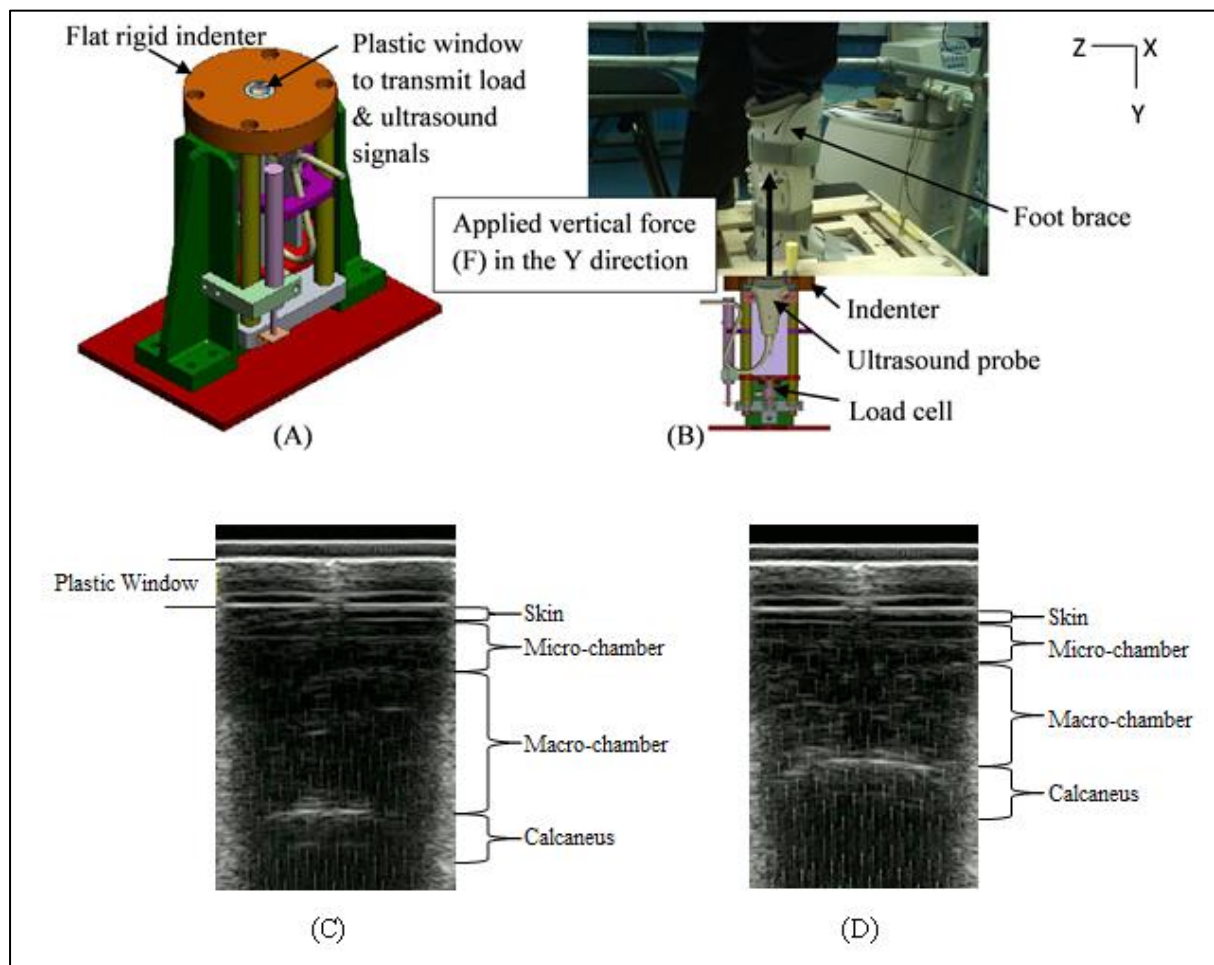 Flat rigid indenter
Plastic window
to transmit load
& ultrasound
signals
(A)
Z
X
Y
Applied vertical force
(F) in the Y direction
Foot brace
Indenter
Ultrasound probe
Load cell
(B)
Plastic Window
Skin
Micro-chamber
Macro-chamber
Calcaneus
(C)
Skin
Micro-chamber
Macro-chamber
Calcaneus
(D)